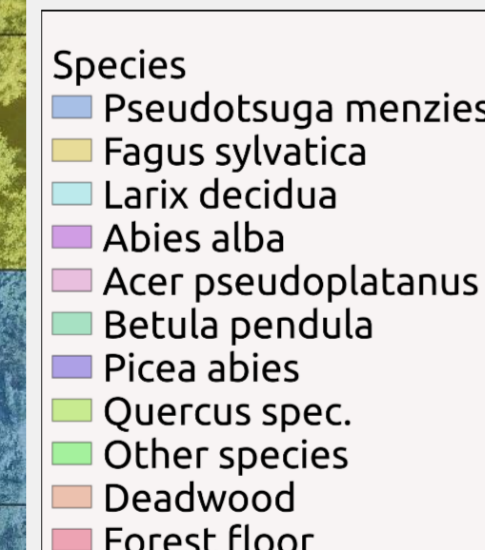 Species
Pseudotsuga menzies
Fagus sylvatica
Larix decidua
Abies alba
Acer pseudoplatanus
Betula pendula
Picea abies
Quercus spec.
Other species
Deadwood
Forest floor